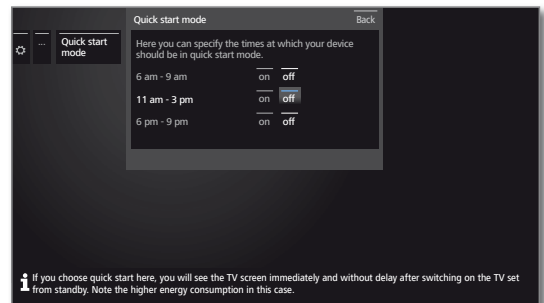 Quick start mode Back
... Quick start
mode
Here you can specify the times at which your device
should be in quick start mode.
6 am - 9 am on off
11 am - 3 pm on off
6 pm - 9 pm on off
If you choose quick start here, you will see the TV screen immediately and without delay after switching on the TV set
from standby. Note the higher energy consumption in this case.